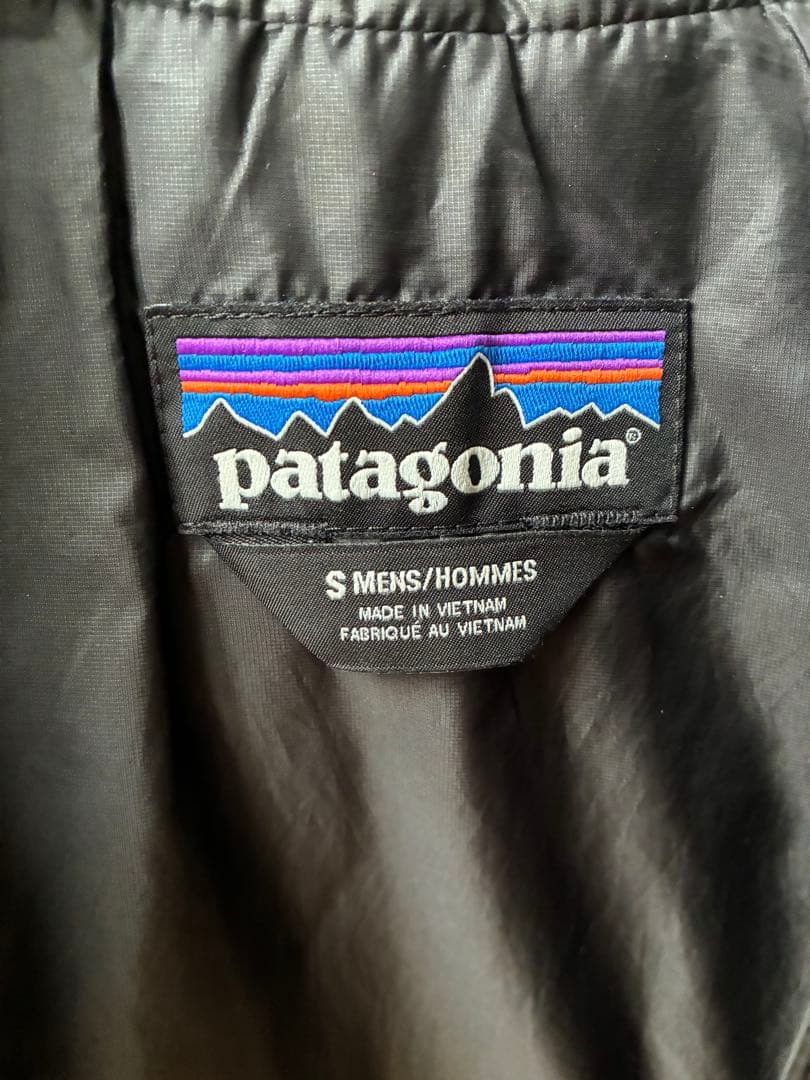 patagonia®
S MENS/HOMMES
MADE IN VIETNAM
FABRIQUÉ AU VIETNAM